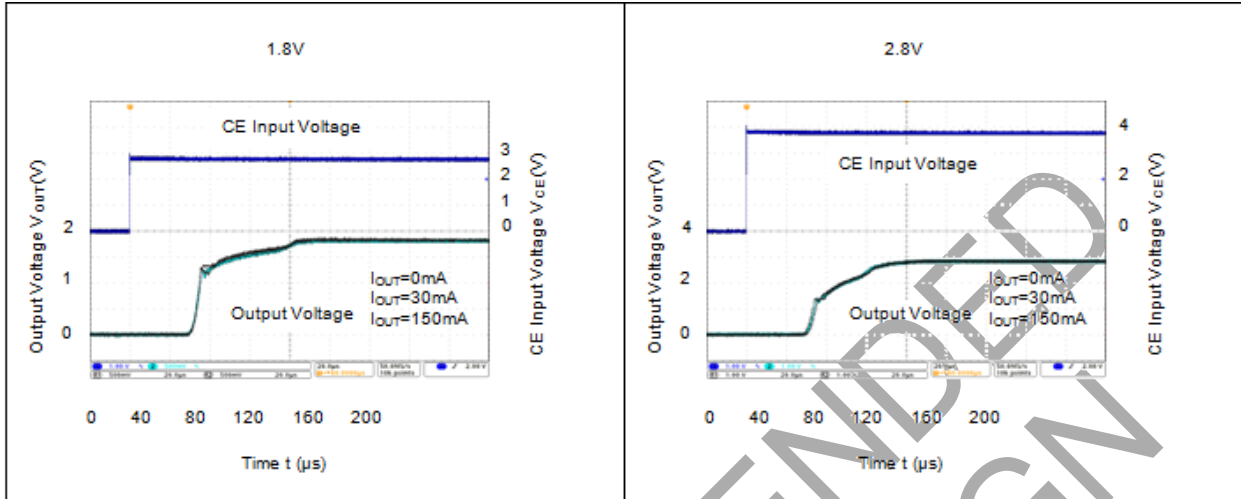 1.8V
CE Input Voltage
3
2
1
0
2
1
0
Output Voltage VOUT(V)
CE Input Voltage VCE(V)
IOUT=0mA
IOUT=30mA
IOUT=150mA
Output Voltage
0 40 80 120 160 200
Time t (µs)
2.8V
CE Input Voltage
4
2
0
4
2
0
Output Voltage VOUT(V)
CE Input Voltage VCE(V)
IOUT=0mA
IOUT=30mA
IOUT=150mA
Output Voltage
0 40 80 120 160 200
Time t (µs)
ENDED
GN